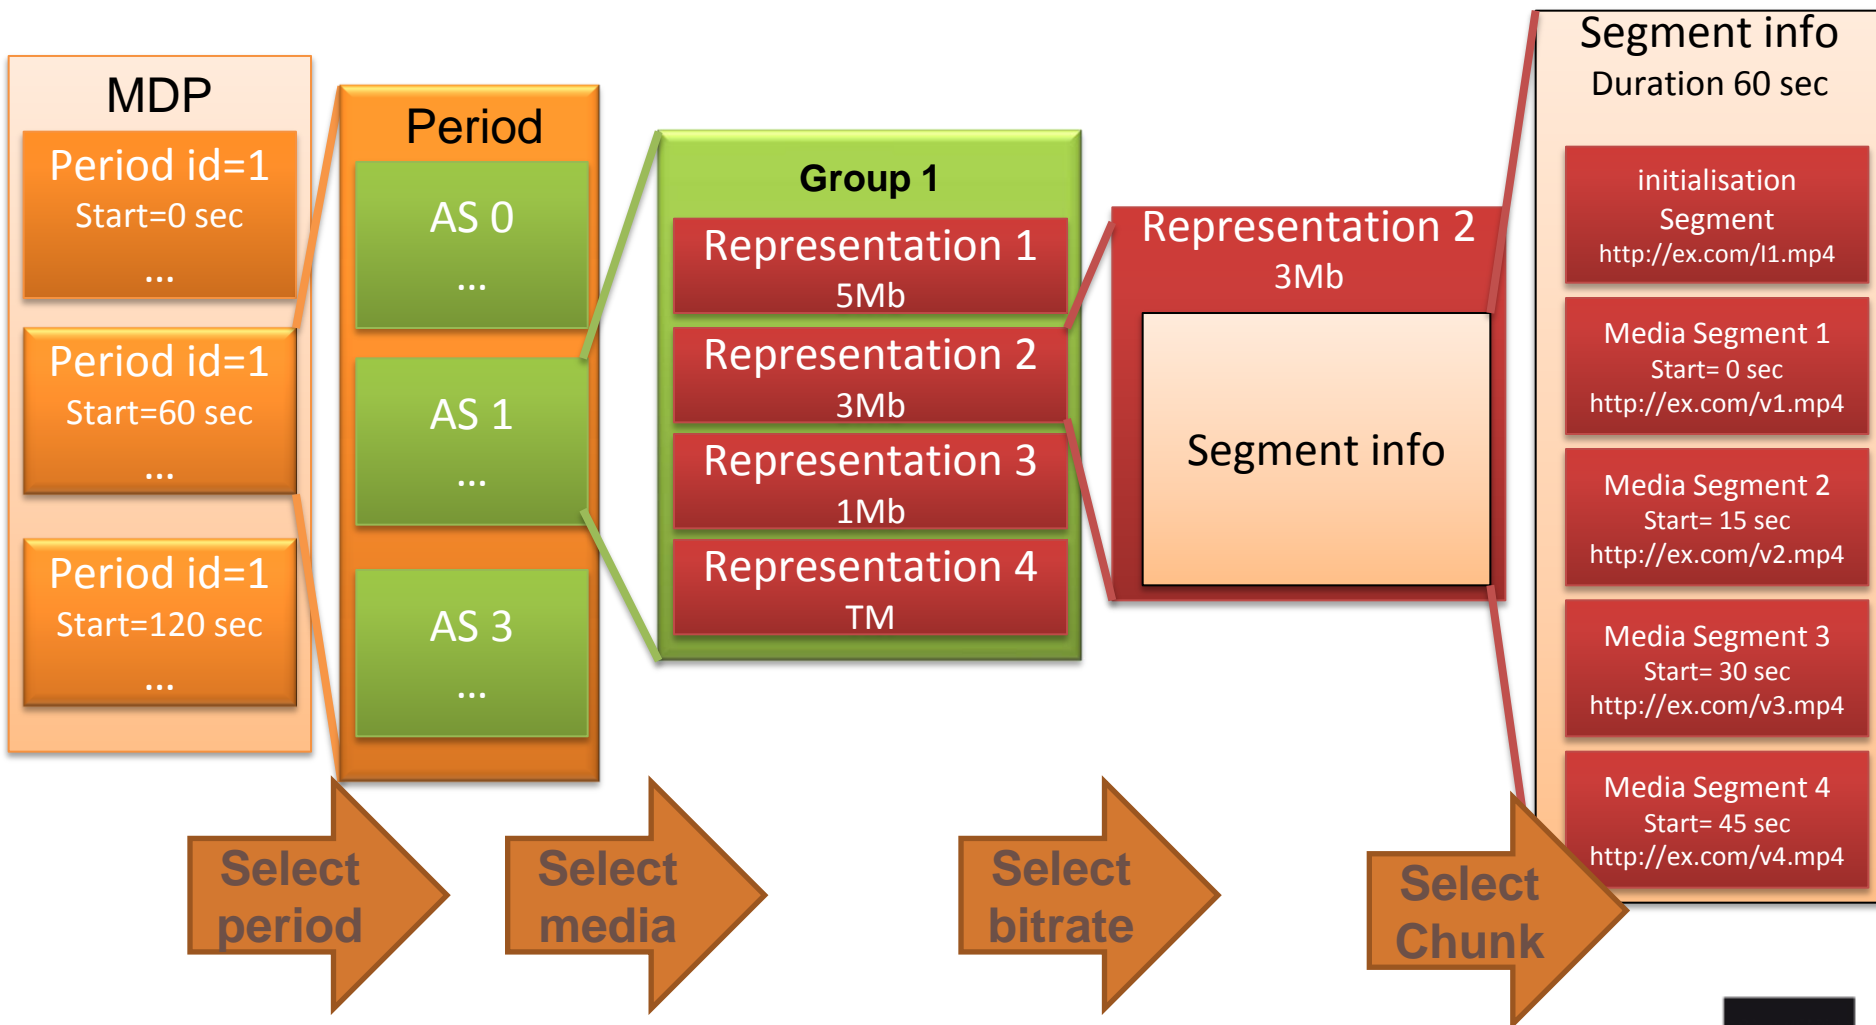 MDP
Period id=1
Start=0 sec
...
Period id=1
Start=60 sec
...
Period id=1
Start=120 sec
...
Period
AS 0
...
AS 1
...
AS 3
...
Group 1
Representation 1
5Mb
Representation 2
3Mb
Representation 3
1Mb
Representation 4
TM
Representation 2
3Mb
Segment info
Segment info
Duration 60 sec
initialisation
Segment
http://ex.com/l1.mp4
Media Segment 1
Start= 0 sec
http://ex.com/v1.mp4
Media Segment 2
Start= 15 sec
http://ex.com/v2.mp4
Media Segment 3
Start= 30 sec
http://ex.com/v3.mp4
Media Segment 4
Start= 45 sec
http://ex.com/v4.mp4
Select
period
Select
media
Select
bitrate
Select
Chunk